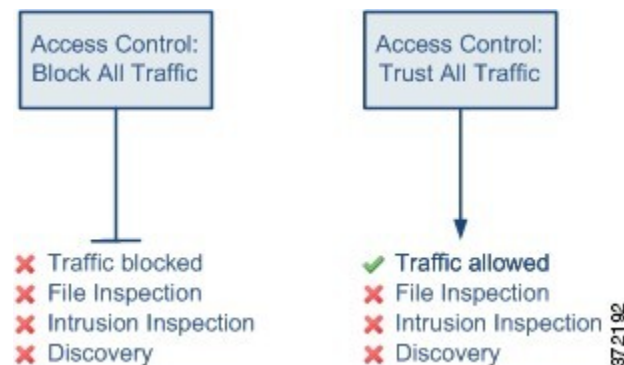 Access Control:
Block All Traffic
Traffic blocked
File Inspection
Intrusion Inspection
Discovery
Access Control:
Trust All Traffic
Traffic allowed
File Inspection
Intrusion Inspection
Discovery
372192